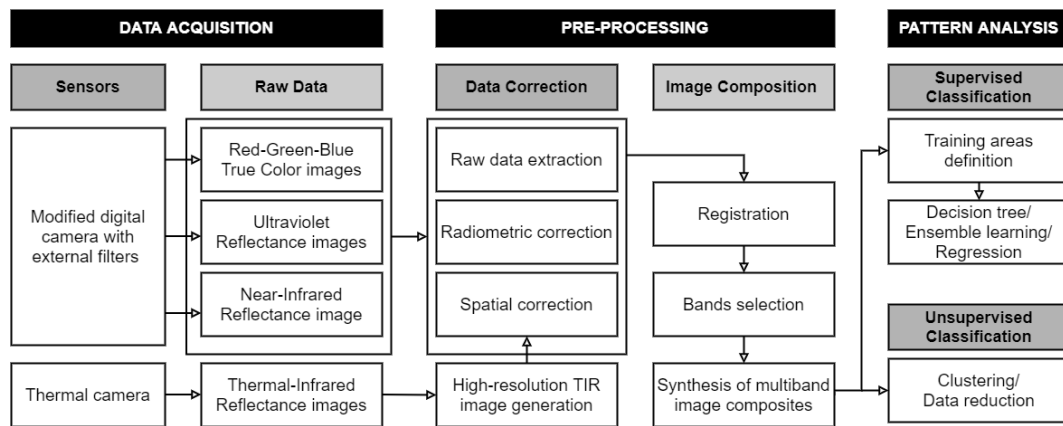 DATA ACQUISITION
PRE-PROCESSING
PATTERN ANALYSIS
Sensors
Raw Data
Data Correction
Image Composition
Supervised
Classification
Modified digital
camera with
external filters
Red-Green-Blue
True Color images
Ultraviolet
Reflectance images
Near-Infrared
Reflectance image
Thermal camera
Thermal-Infrared
Reflectance images
Raw data extraction
Radiometric correction
Spatial correction
High-resolution TIR
image generation
Registration
Bands selection
Synthesis of multiband
image composites
Training areas
definition
Decision tree/
Ensemble learning/
Regression
Unsupervised
Classification
Clustering/
Data reduction